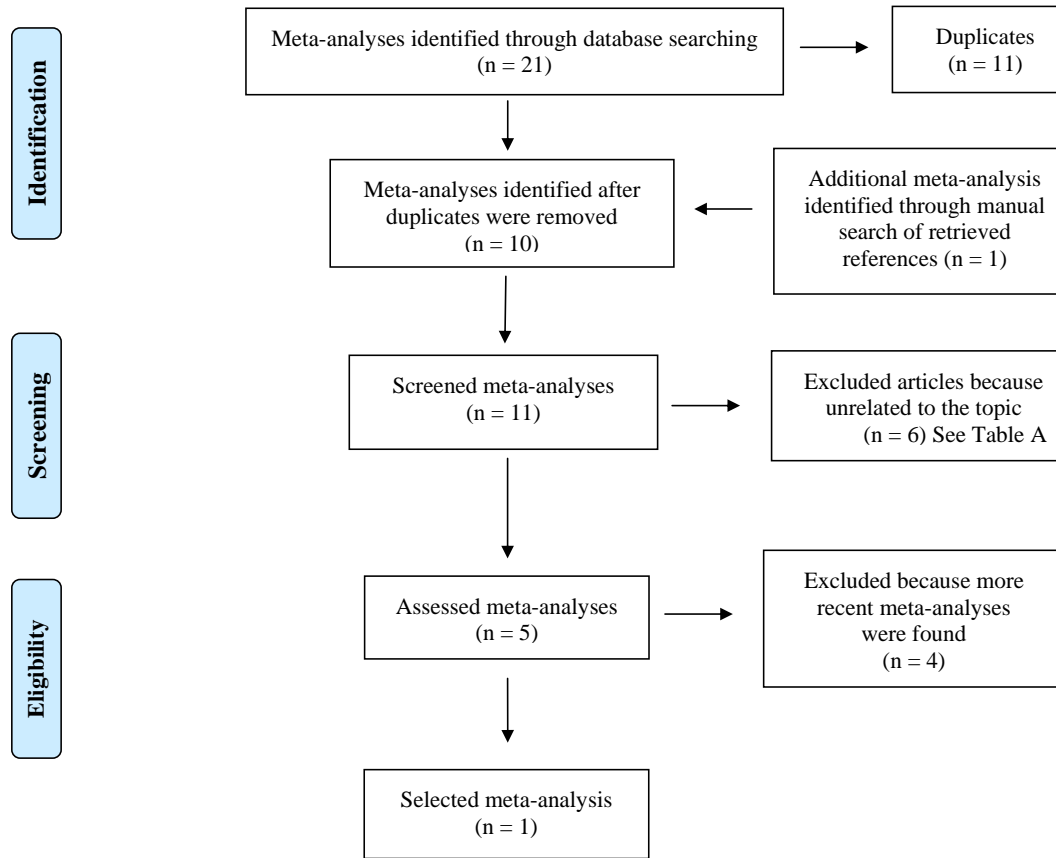 Identification
Meta-analyses identified through database searching
(n = 21)
Duplicates
(n = 11)
Meta-analyses identified after
duplicates were removed
(n = 10)
Additional meta-analysis
identified through manual
search of retrieved
references (n = 1)
Screening
Screened meta-analyses
(n = 11)
Excluded articles because
unrelated to the topic
(n = 6) See Table A
Eligibility
Assessed meta-analyses
(n = 5)
Excluded because more
recent meta-analyses
were found
(n = 4)
Selected meta-analysis
(n = 1)